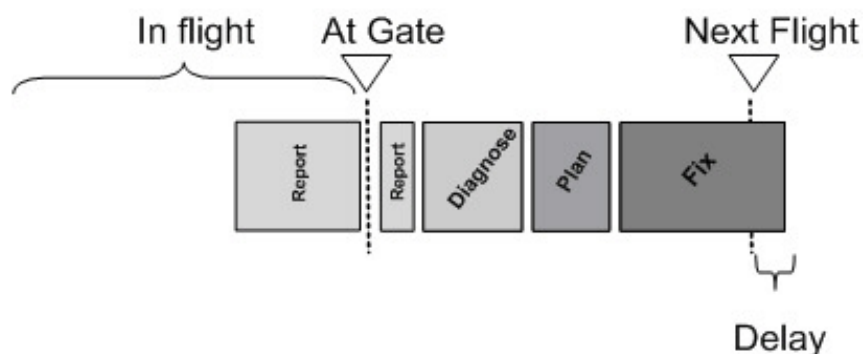 In flight
At Gate
Next Flight
Report
Report
Diagnose
Plan
Fix
Delay